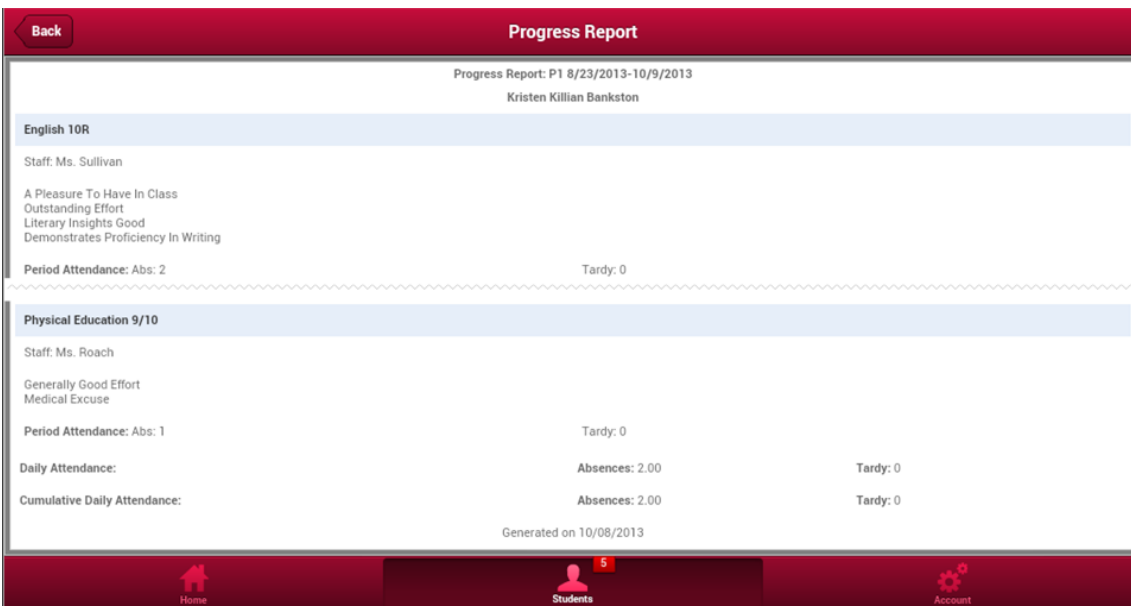 Back
Progress Report
Progress Report: P1 8/23/2013-10/9/2013
Kristen Killian Bankston
English 10R
Staff: Ms. Sullivan
A Pleasure To Have In Class
Outstanding Effort
Literary Insights Good
Demonstrates Proficiency In Writing
Period Attendance: Abs: 2 Tardy: 0
Physical Education 9/10
Staff: Ms. Roach
Generally Good Effort
Medical Excuse
Period Attendance: Abs: 1 Tardy: 0
Daily Attendance: Absences: 2.00 Tardy: 0
Cumulative Daily Attendance: Absences: 2.00 Tardy: 0
Generated on 10/08/2013
5
Home Students Account